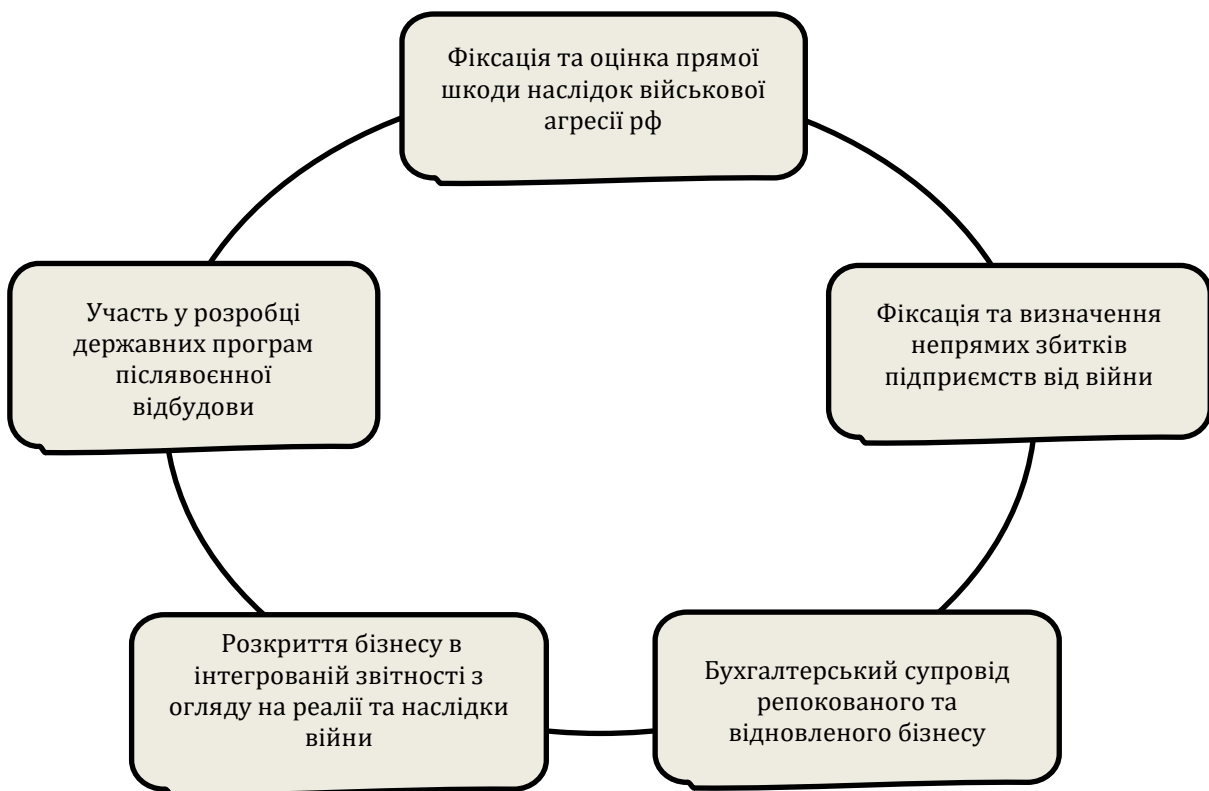 Фіксація та оцінка прямої
шкоди наслідок військової
агресії рф
Фіксація та визначення
непрямих збитків
підприємств від війни
Бухгалтерський супровід
репокованого та
відновленого бізнесу
Розкриття бізнесу в
інтегрованій звітності з
огляду на реалії та наслідки
війни
Участь у розробці
державних програм
післявоєнної
відбудови